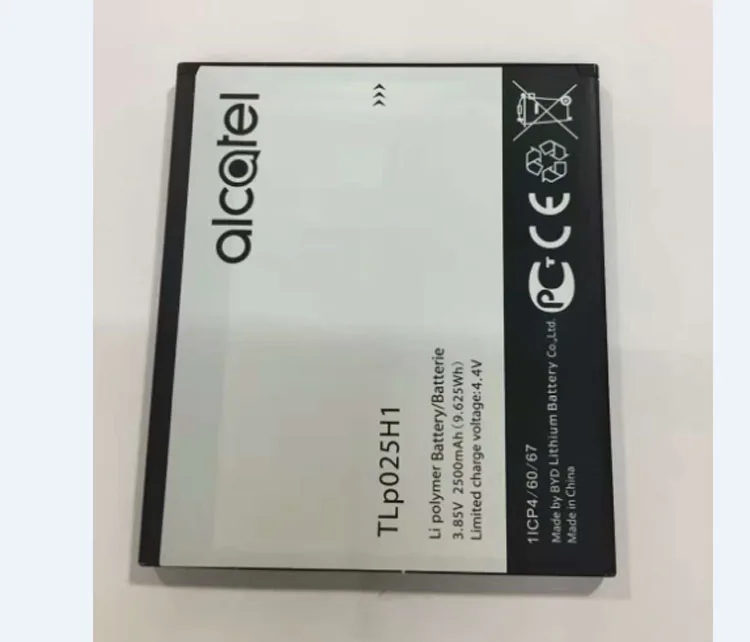 alcatel
TLp025H1
Li polymer Battery/Batterie
3.85V 2500mAh (9.625Wh)
Limited charge voltage:4.4V
1ICP4/60/67
Made by BYD Lithium Battery Co.,Ltd.
Made in China
PCT CE